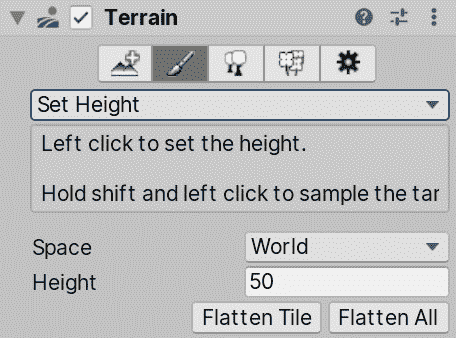 Terrain
Set Height
Left click to set the height.
Hold shift and left click to sample the tar
Space World
Height 50
Flatten Tile Flatten All